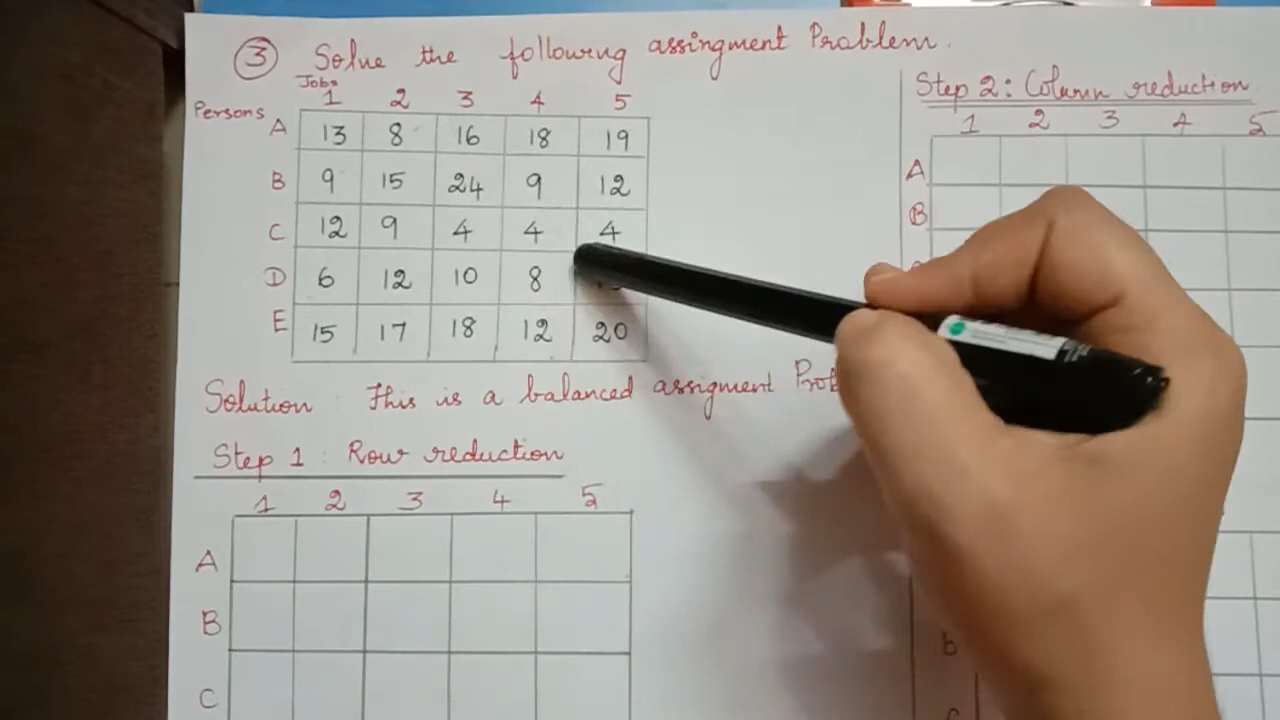 3 Solve the following assingment Problem.
Jobs
1 2 3 4 5
Persons
A 13 8 16 18 19
B 9 15 24 9 12
C 12 9 4 4 4
D 6 12 10 8
E 15 17 18 12 20
Solution : This is a balanced assigment
Step 1 : Row reduction
1 2 3 4 5
A
B
C
Step 2 : Column reduction
1 2 3 4 5
A
B
b